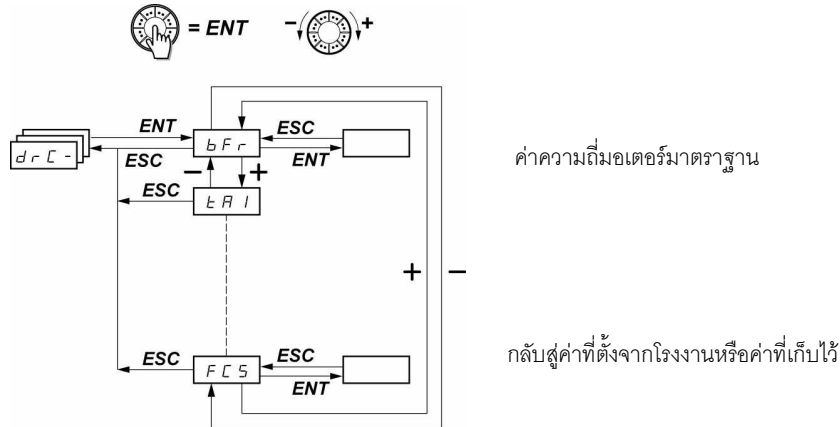 = ENT
- +
ENT
ESC
drC-
bFr
ESC
ENT
ค่าความถี่มอเตอร์มาตราฐาน
- +
ESC
tA1
+ -
ESC
FCS
ESC
ENT
กลับสู่ค่าที่ตั้งจากโรงงานหรือค่าที่เก็บไว้